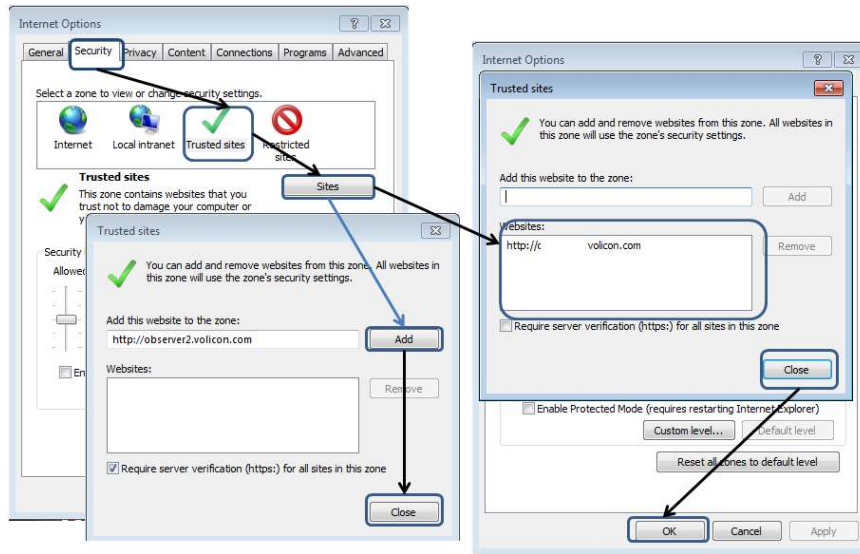 Internet Options
General Security Privacy Content Connections Programs Advanced
Select a zone to view or change security settings.
Internet Local intranet Trusted sites Restricted sites
Trusted sites
This zone contains websites that you
trust not to damage your computer or
Sites
Security
Allowed
En
Trusted sites
You can add and remove websites from this zone. All websites in
this zone will use the zone's security settings.
Add this website to the zone:
http://observer2.volicon.com
Add
Websites:
Remove
Require server verification (https:) for all sites in this zone
Close
Internet Options
Trusted sites
You can add and remove websites from this zone. All websites in
this zone will use the zone's security settings.
Add this website to the zone:
Add
Websites:
http://c volicon.com
Remove
Require server verification (https:) for all sites in this zone
Close
Enable Protected Mode (requires restarting Internet Explorer)
Custom level... Default level
Reset all zones to default level
OK Cancel Apply